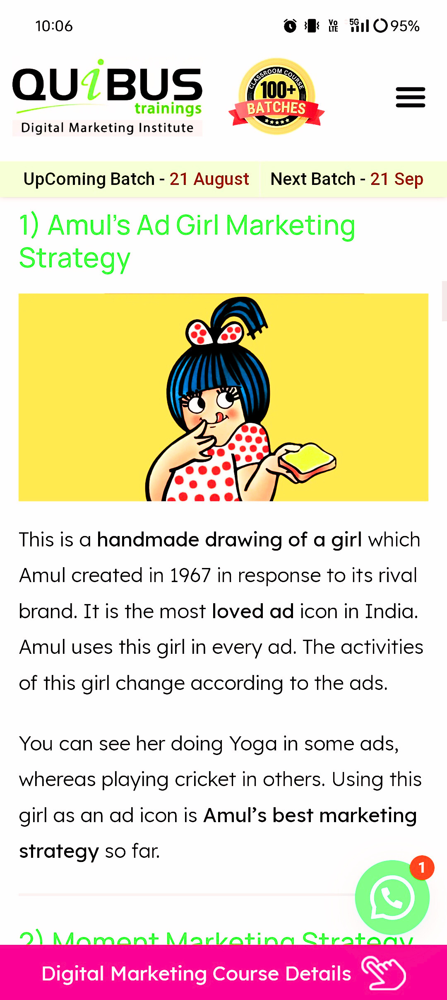 10:06
Vo
LTE
5G
95%
QUiBUS
trainings
Digital Marketing Institute
CLASSROOM COURSE
100+
BATCHES
UpComing Batch - 21 August
Next Batch - 21 Sep
1) Amul’s Ad Girl Marketing
Strategy
This is a handmade drawing of a girl which
Amul created in 1967 in response to its rival
brand. It is the most loved ad icon in India.
Amul uses this girl in every ad. The activities
of this girl change according to the ads.
You can see her doing Yoga in some ads,
whereas playing cricket in others. Using this
girl as an ad icon is Amul’s best marketing
strategy so far.
1
2) Moment Marketing Strategy
Digital Marketing Course Details